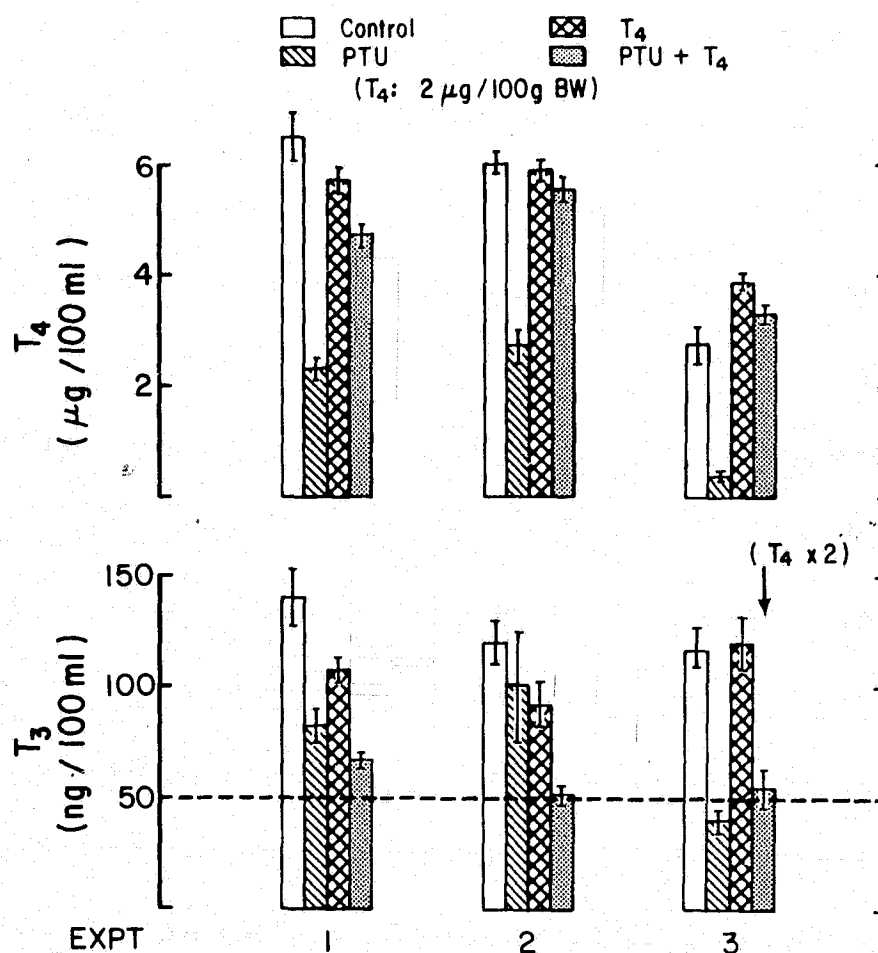 Control
T4
PTU
PTU + T4
(T4: 2 μg/100g BW)
6
4
2
T4
(μg/100 ml)
(T4 x2)
150
100
50
T3
(ng/100 ml)
EXPT 1 2 3